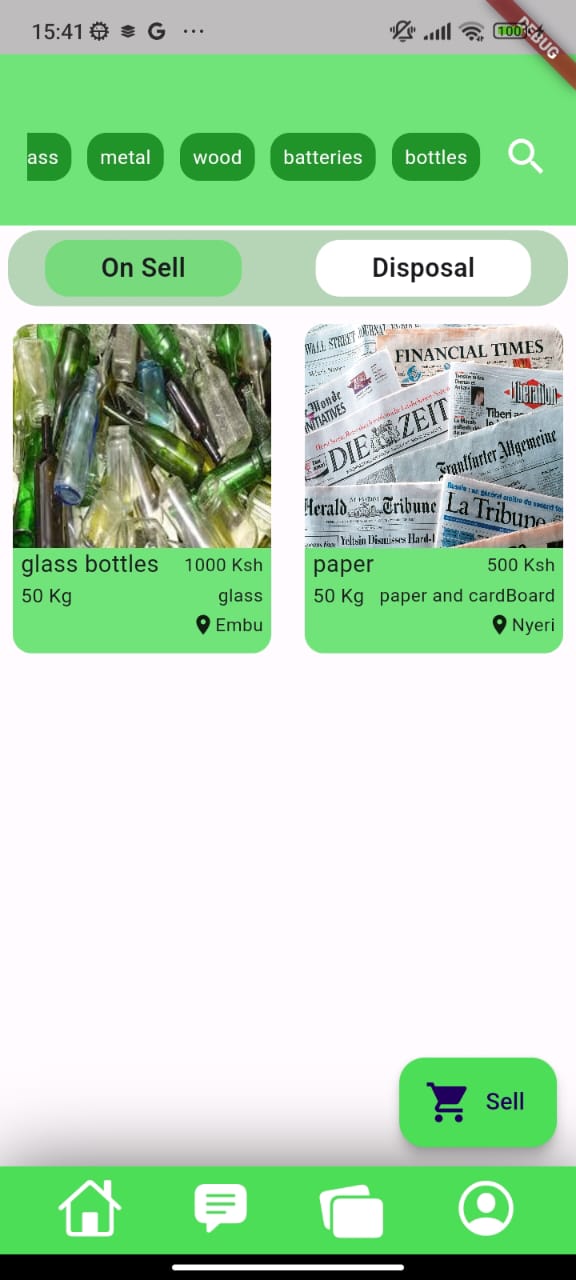 15:41
100
DEBUG
ass metal wood batteries bottles
On Sell Disposal
WALL STREET JOURNAL
FINANCIAL TIMES
Monde
INITIATIVES
Libération
Tiberi
DIE ZEIT
Frankfurter Allgemeine
Herald Tribune
La Tribune
Yeltsin Dismisses Hard-l
glass bottles 1000 Ksh
50 Kg glass
Embu
paper 500 Ksh
50 Kg paper and cardBoard
Nyeri
Sell